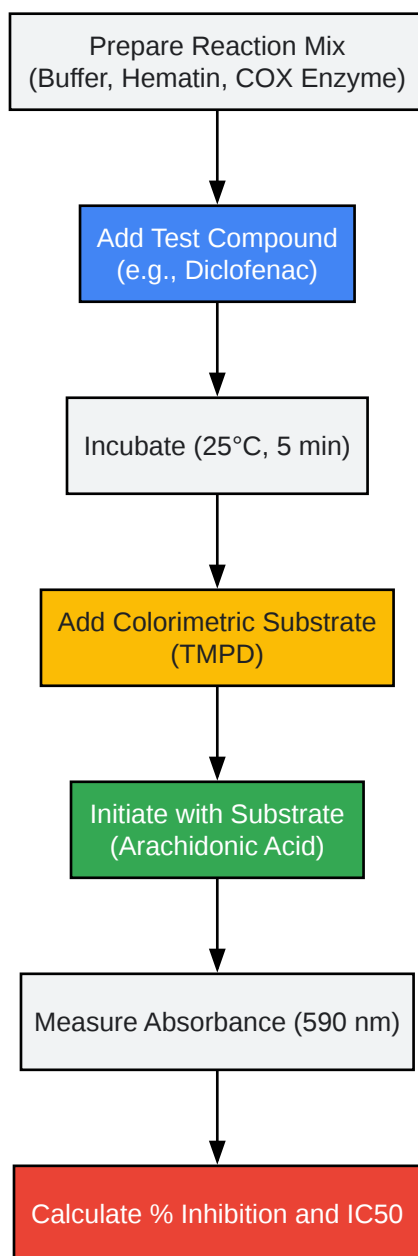 Prepare Reaction Mix
(Buffer, Hematin, COX Enzyme)
Add Test Compound
(e.g., Diclofenac)
Incubate (25°C, 5 min)
Add Colorimetric Substrate
(TMPD)
Initiate with Substrate
(Arachidonic Acid)
Measure Absorbance (590 nm)
Calculate % Inhibition and IC50